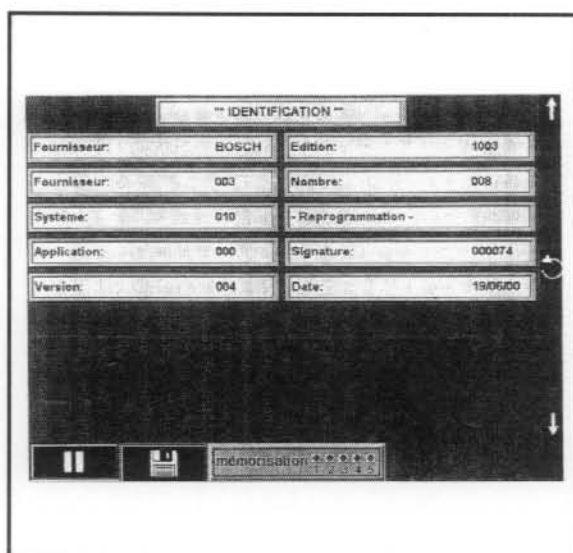 ** IDENTIFICATION **
Fournisseur: BOSCH
Edition: 1003
Fournisseur: 003
Nombre: 008
Systeme: 010
- Reprogrammation -
Application: 000
Signature: 000074
Version: 004
Date: 19/06/00
mémorisation 1 2 3 4 5